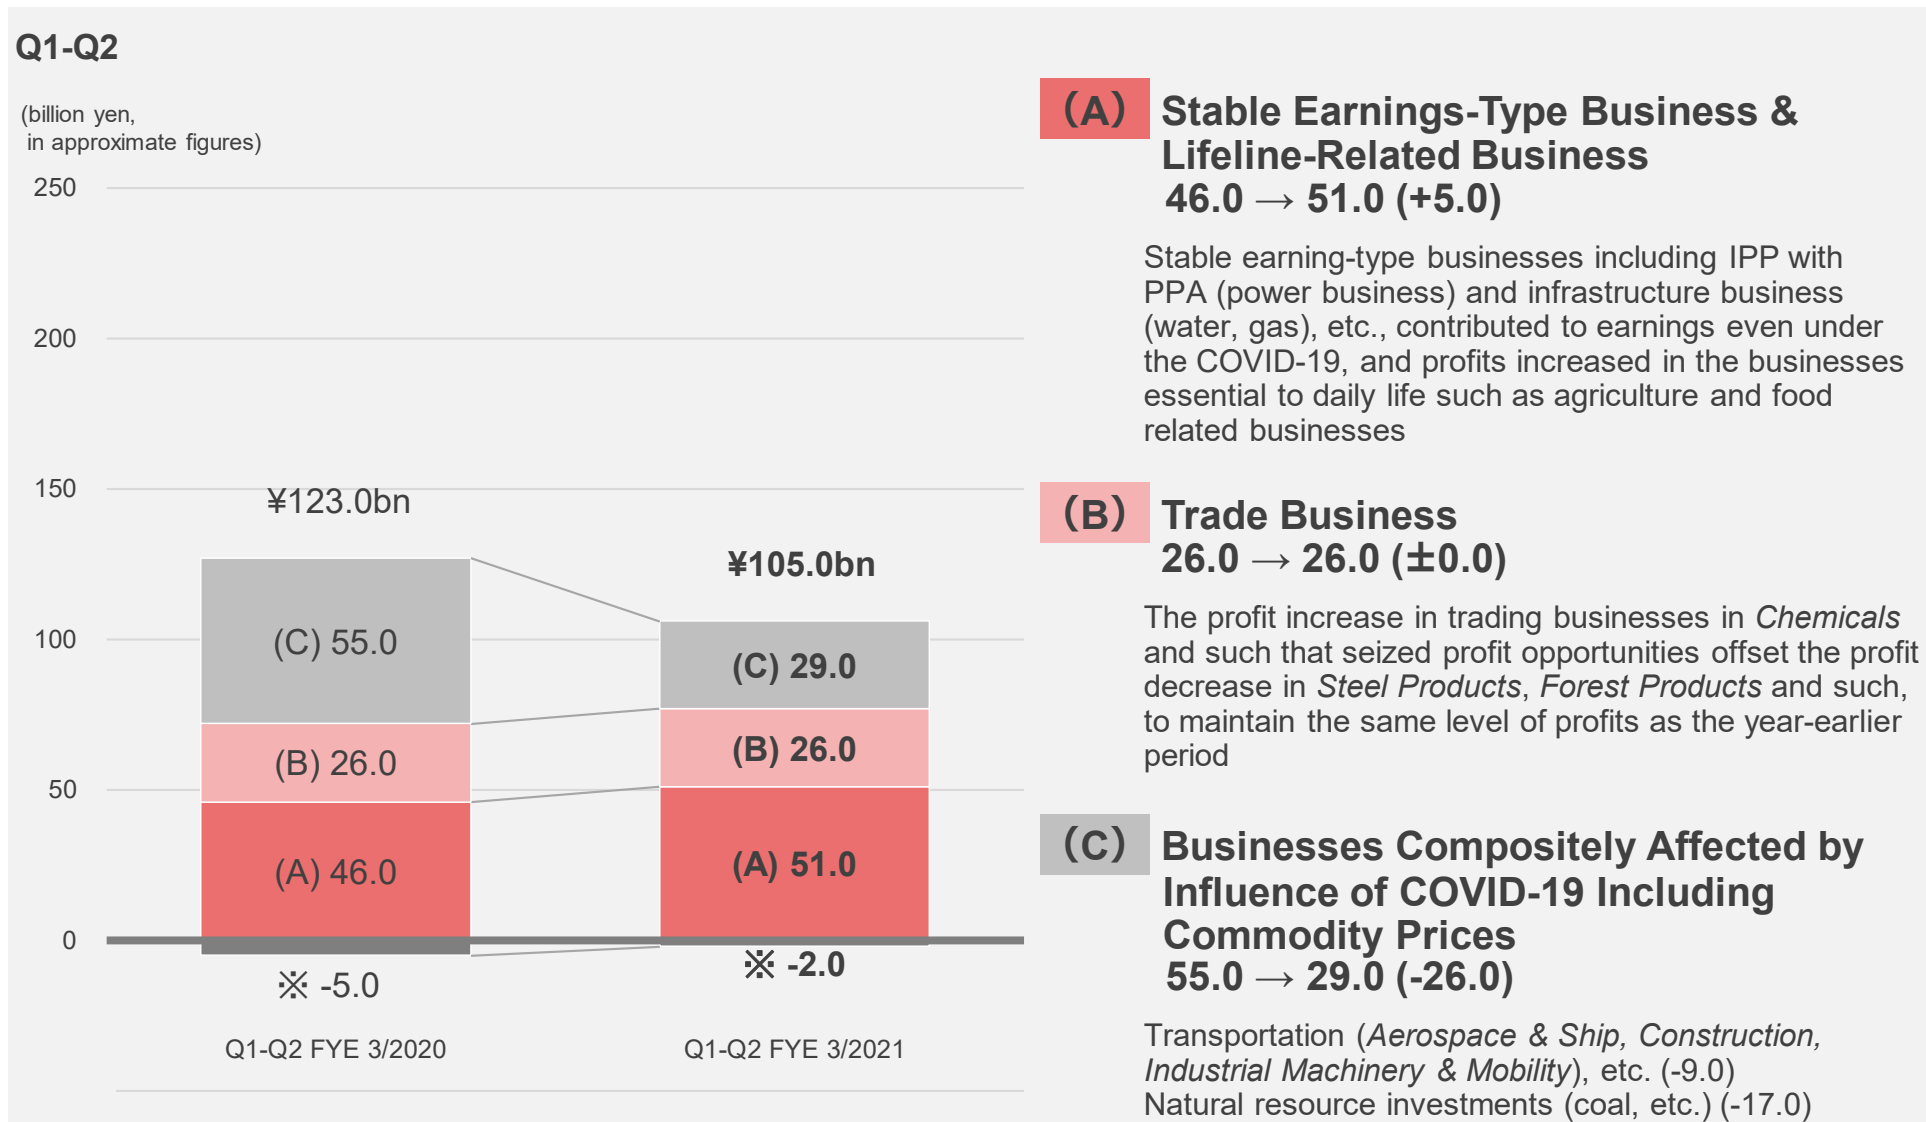 Q1-Q2
(billion yen,
in approximate figures)
250
200
150
100
50
0
¥123.0bn
(C) 55.0
(B) 26.0
(A) 46.0
※ -5.0
Q1-Q2 FYE 3/2020
¥105.0bn
(C) 29.0
(B) 26.0
(A) 51.0
※ -2.0
Q1-Q2 FYE 3/2021
(A) Stable Earnings-Type Business &
Lifeline-Related Business
46.0 → 51.0 (+5.0)
Stable earning-type businesses including IPP with
PPA (power business) and infrastructure business
(water, gas), etc., contributed to earnings even under
the COVID-19, and profits increased in the businesses
essential to daily life such as agriculture and food
related businesses
(B) Trade Business
26.0 → 26.0 (±0.0)
The profit increase in trading businesses in Chemicals
and such that seized profit opportunities offset the profit
decrease in Steel Products, Forest Products and such,
to maintain the same level of profits as the year-earlier
period
(C) Businesses Compositely Affected by
Influence of COVID-19 Including
Commodity Prices
55.0 → 29.0 (-26.0)
Transportation (Aerospace & Ship, Construction,
Industrial Machinery & Mobility), etc. (-9.0)
Natural resource investments (coal, etc.) (-17.0)